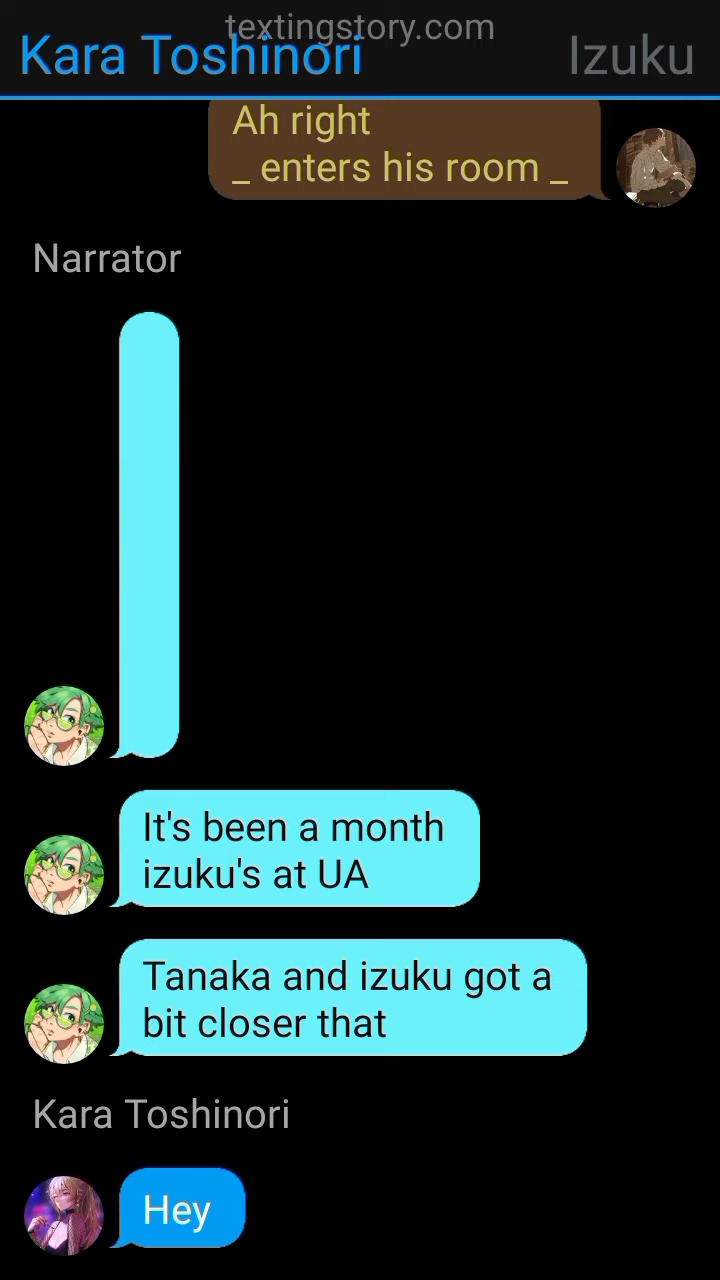 textingstory.com
Kara Toshinori
Izuku
Ah right
_ enters his room _
Narrator
It's been a month
izuku's at UA
Tanaka and izuku got a
bit closer that
Kara Toshinori
Hey